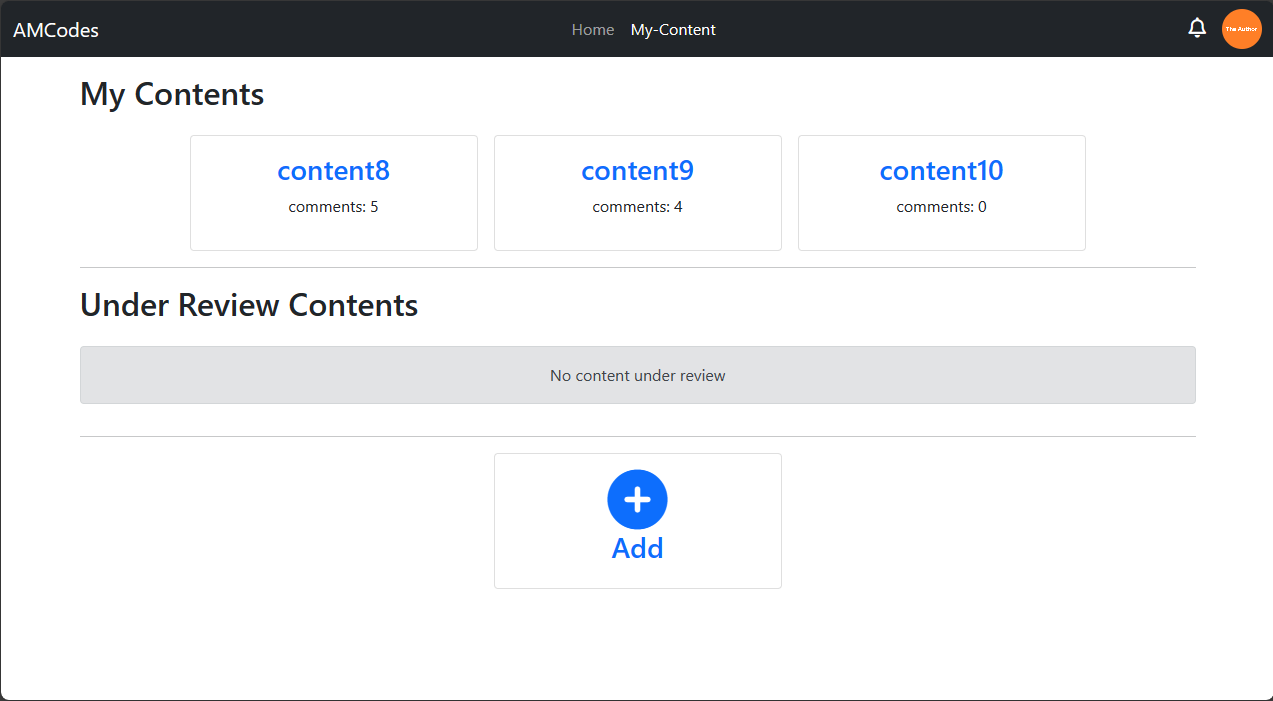 AMCodes
Home My-Content
The Author
My Contents
content8 content9 content10
comments: 5 comments: 4 comments: 0
Under Review Contents
No content under review
Add